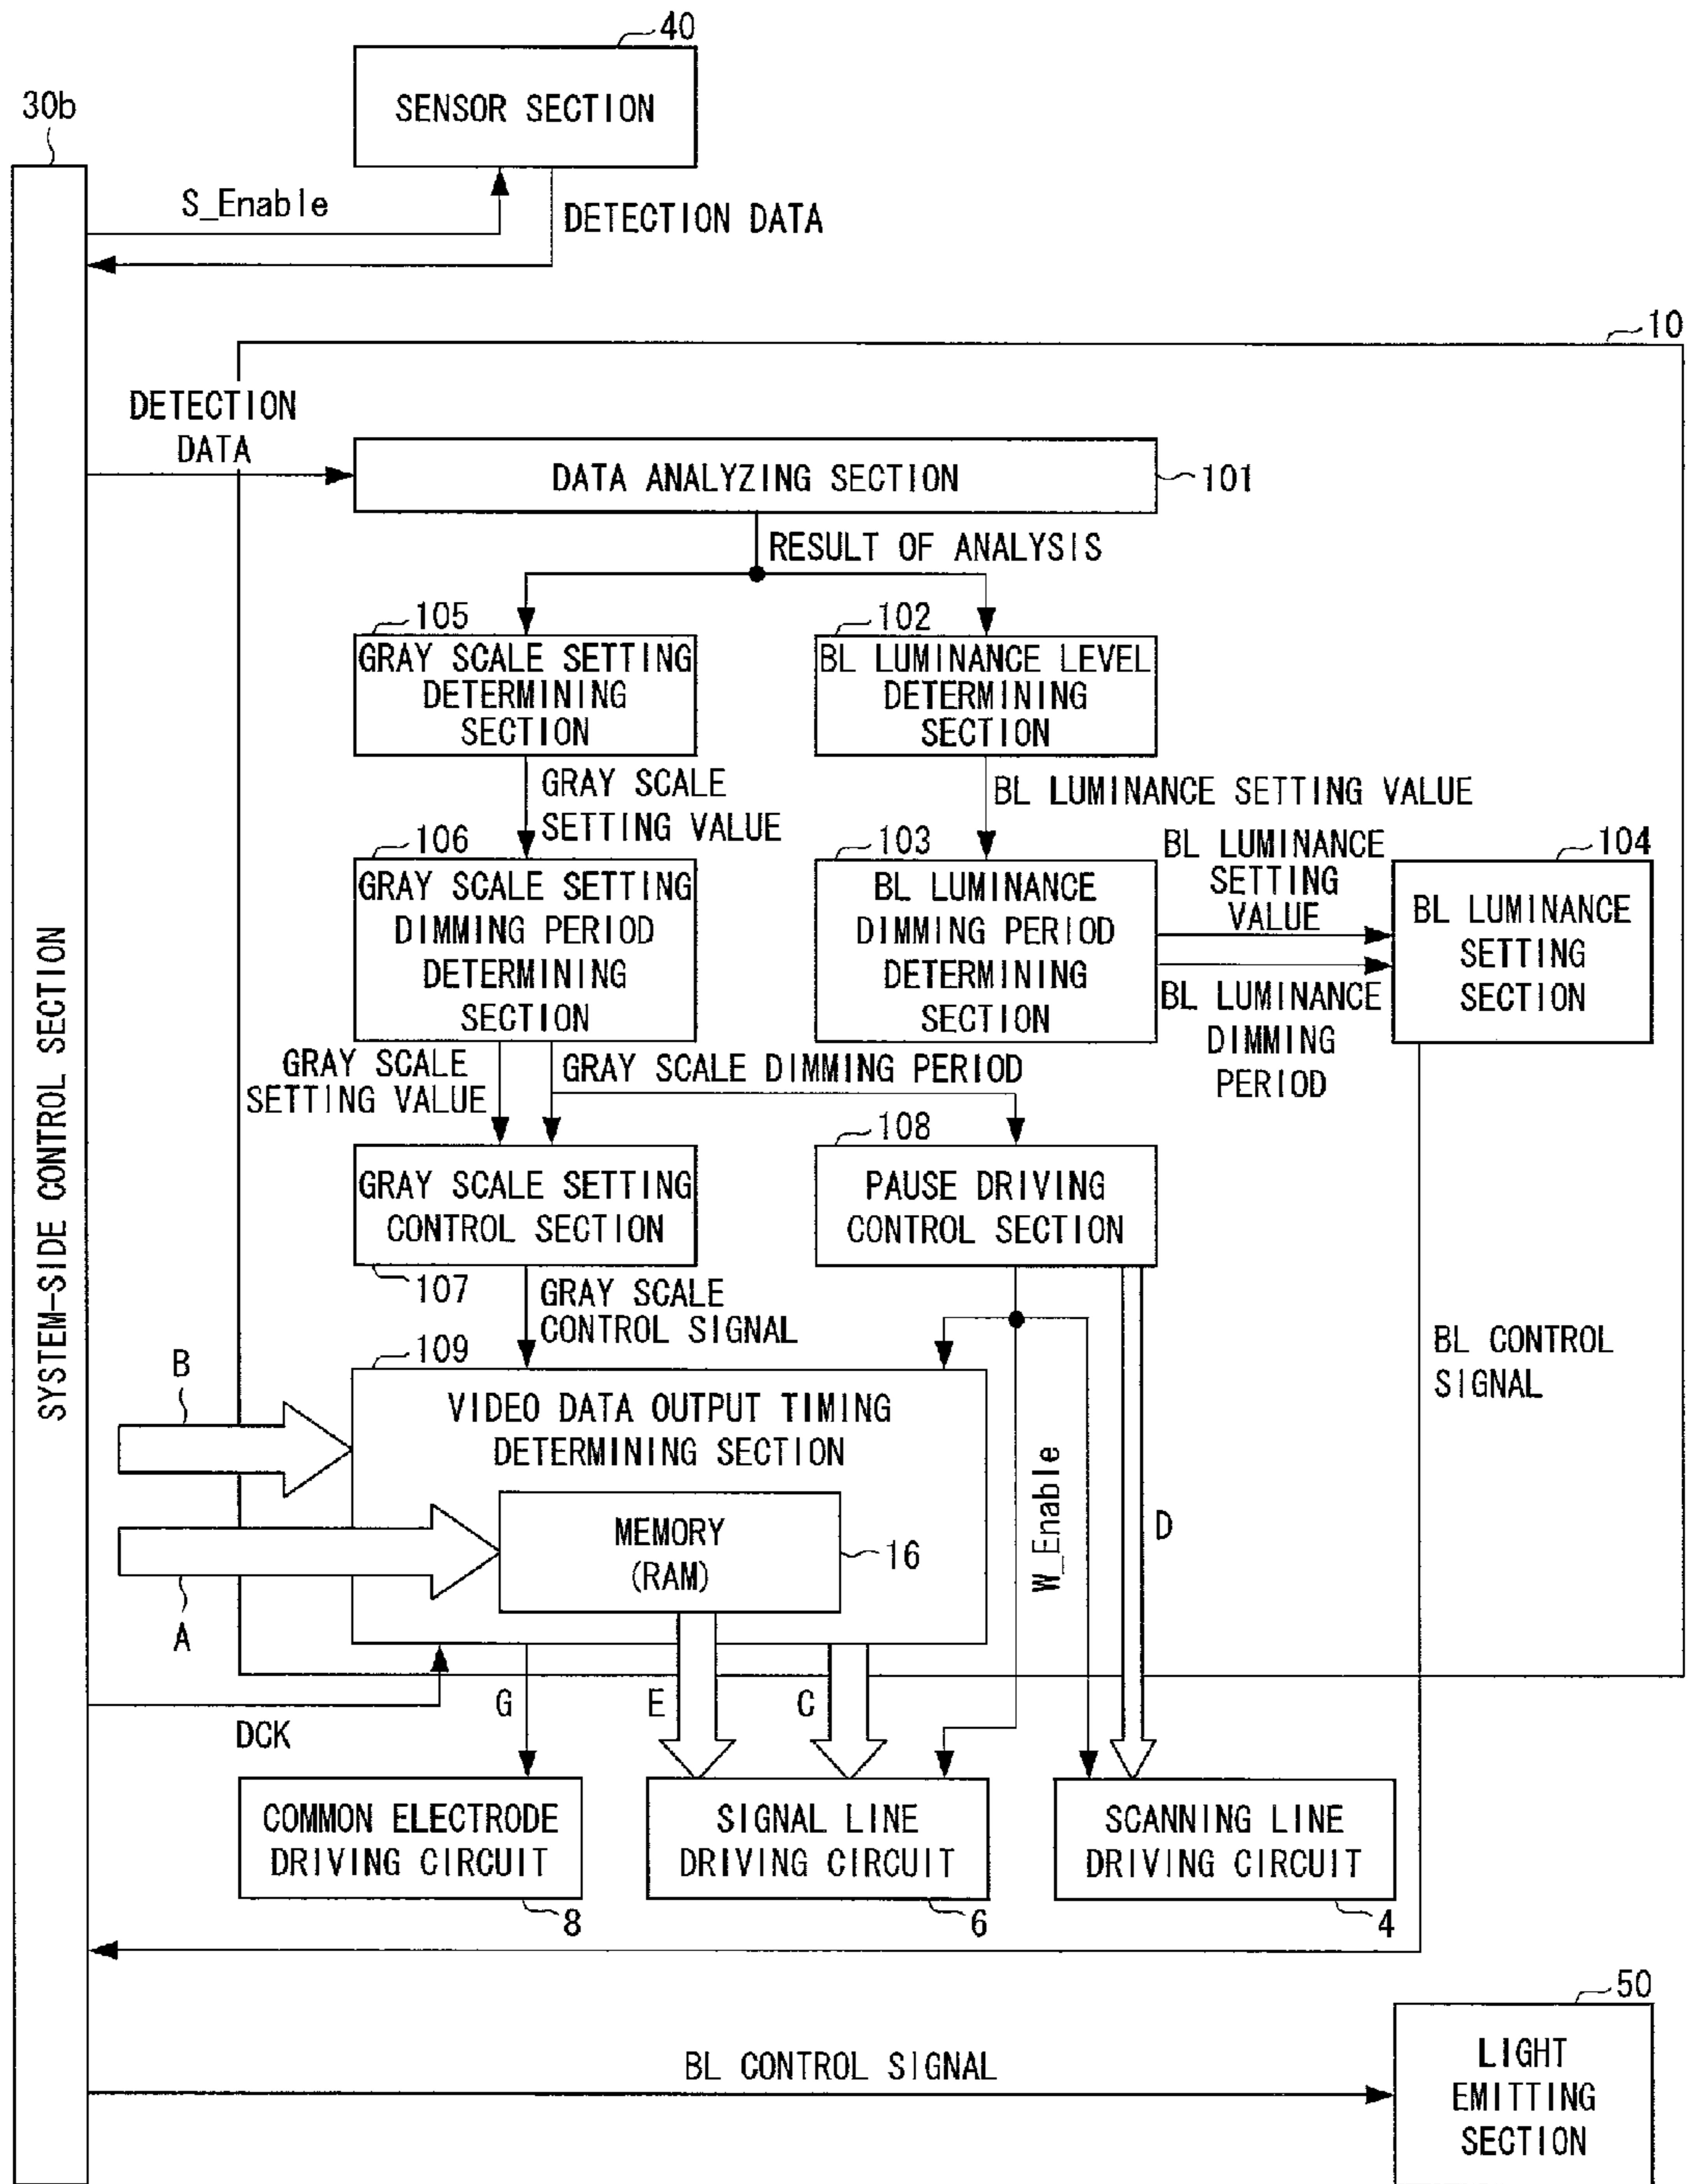 40
SENSOR SECTION
30b
S_Enable
DETECTION DATA
10
DETECTION
DATA
DATA ANALYZING SECTION
101
RESULT OF ANALYSIS
105
GRAY SCALE SETTING
DETERMINING
SECTION
102
BL LUMINANCE LEVEL
DETERMINING
SECTION
GRAY SCALE
SETTING VALUE
BL LUMINANCE SETTING VALUE
106
GRAY SCALE SETTING
DIMMING PERIOD
DETERMINING
SECTION
103
BL LUMINANCE
DIMMING PERIOD
DETERMINING
SECTION
BL LUMINANCE
SETTING
VALUE
BL LUMINANCE
DIMMING
PERIOD
104
BL LUMINANCE
SETTING
SECTION
GRAY SCALE
SETTING VALUE
GRAY SCALE DIMMING PERIOD
GRAY SCALE SETTING
CONTROL SECTION
107
108
PAUSE DRIVING
CONTROL SECTION
GRAY SCALE
CONTROL SIGNAL
SYSTEM-SIDE CONTROL SECTION
BL CONTROL
SIGNAL
109
VIDEO DATA OUTPUT TIMING
DETERMINING SECTION
B
MEMORY
(RAM)
16
A
W_Enable
D
DCK
G
E
C
COMMON ELECTRODE
DRIVING CIRCUIT
8
SIGNAL LINE
DRIVING CIRCUIT
6
SCANNING LINE
DRIVING CIRCUIT
4
BL CONTROL SIGNAL
50
LIGHT
EMITTING
SECTION